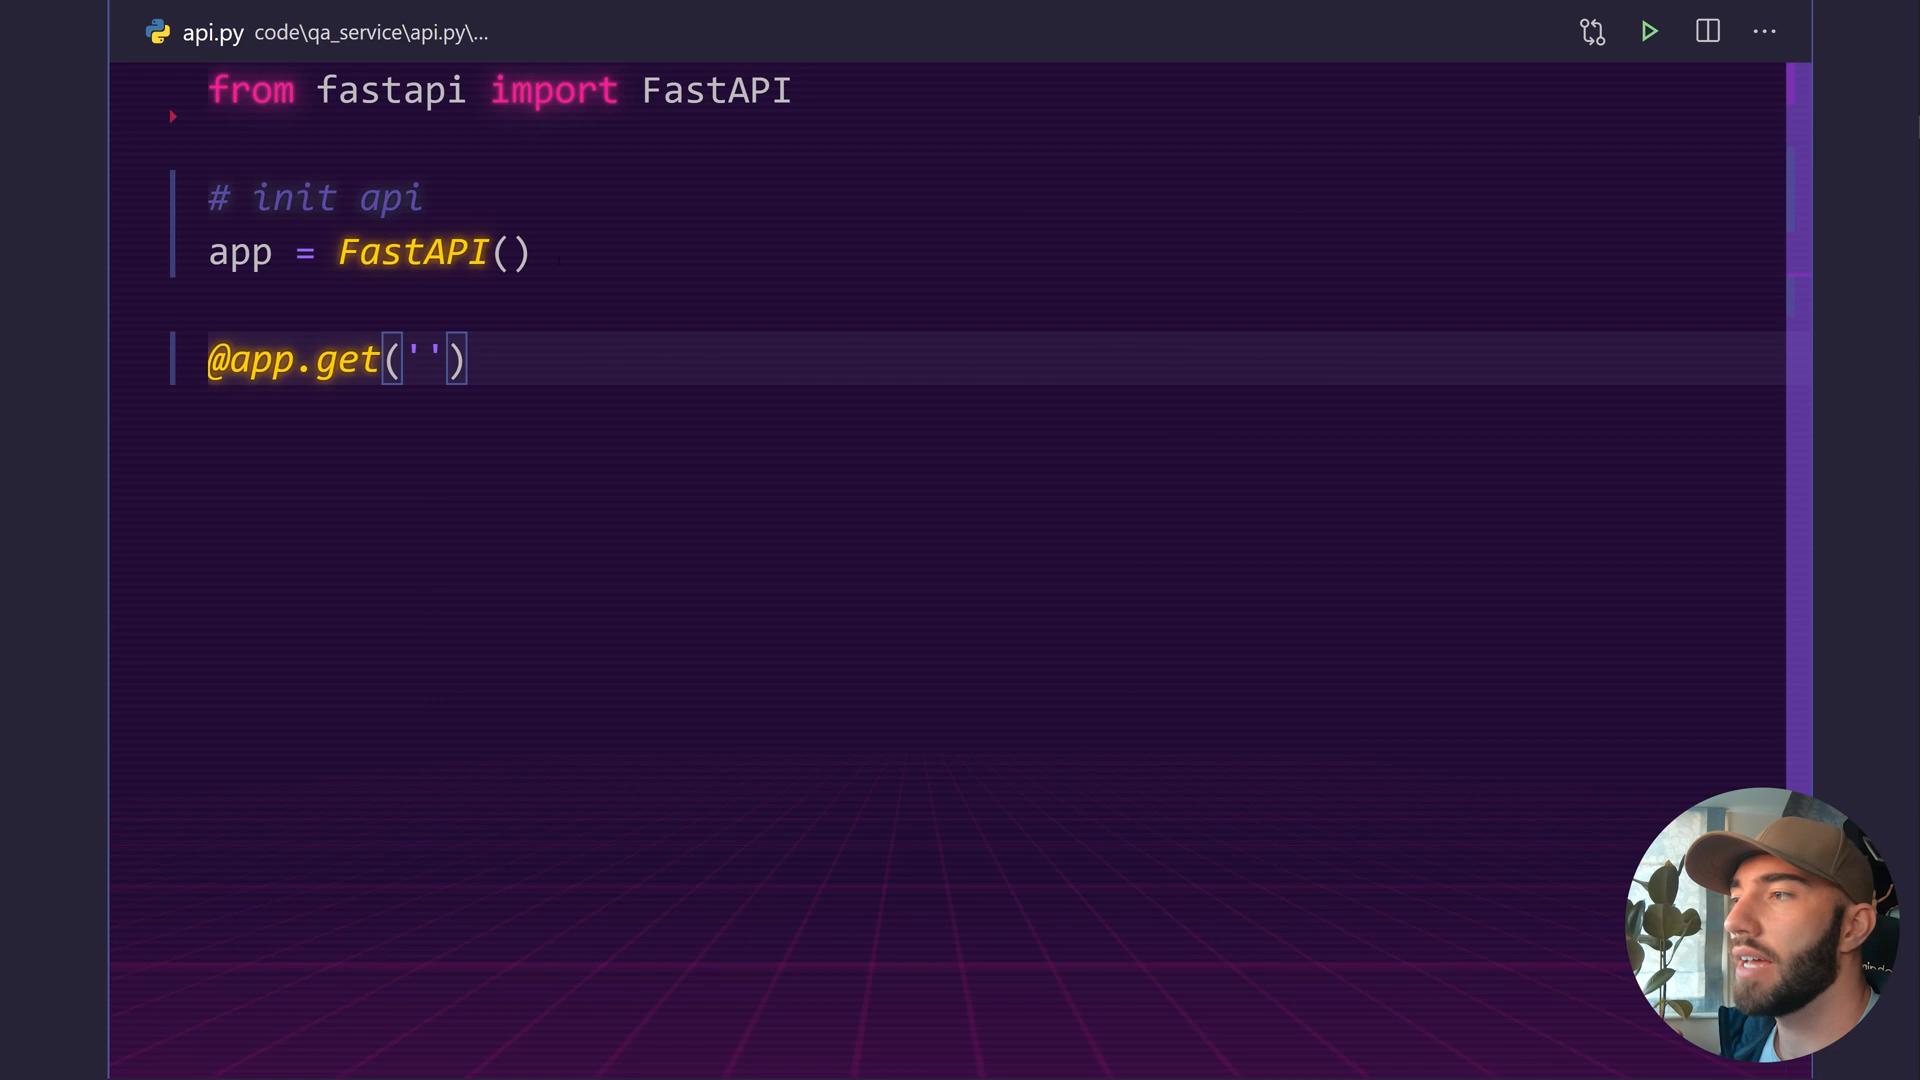 api.py code\qa_service\api.py\...
from fastapi import FastAPI
# init api
app = FastAPI()
@app.get('')